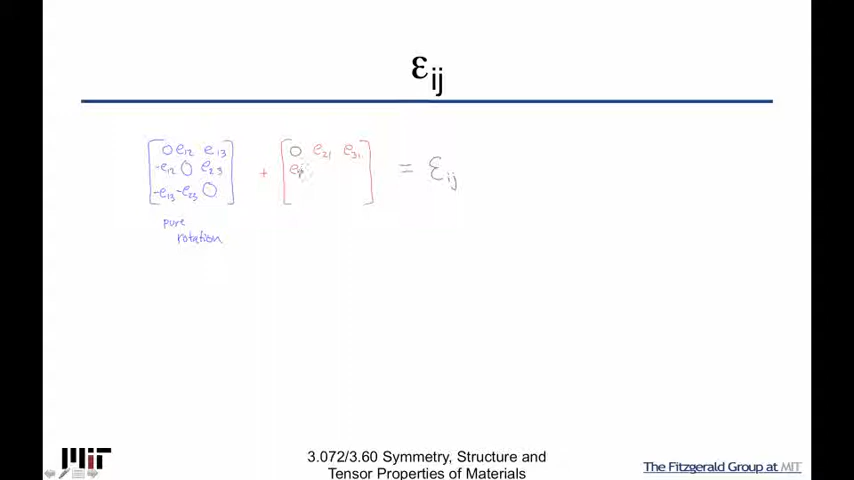 εij
0 e12 e13
-e12 0 e23
-e13 -e23 0
+
0 e21 e31
= εij
pure
rotation
MIT
3.072/3.60 Symmetry, Structure and
Tensor Properties of Materials
The Fitzgerald Group at MIT